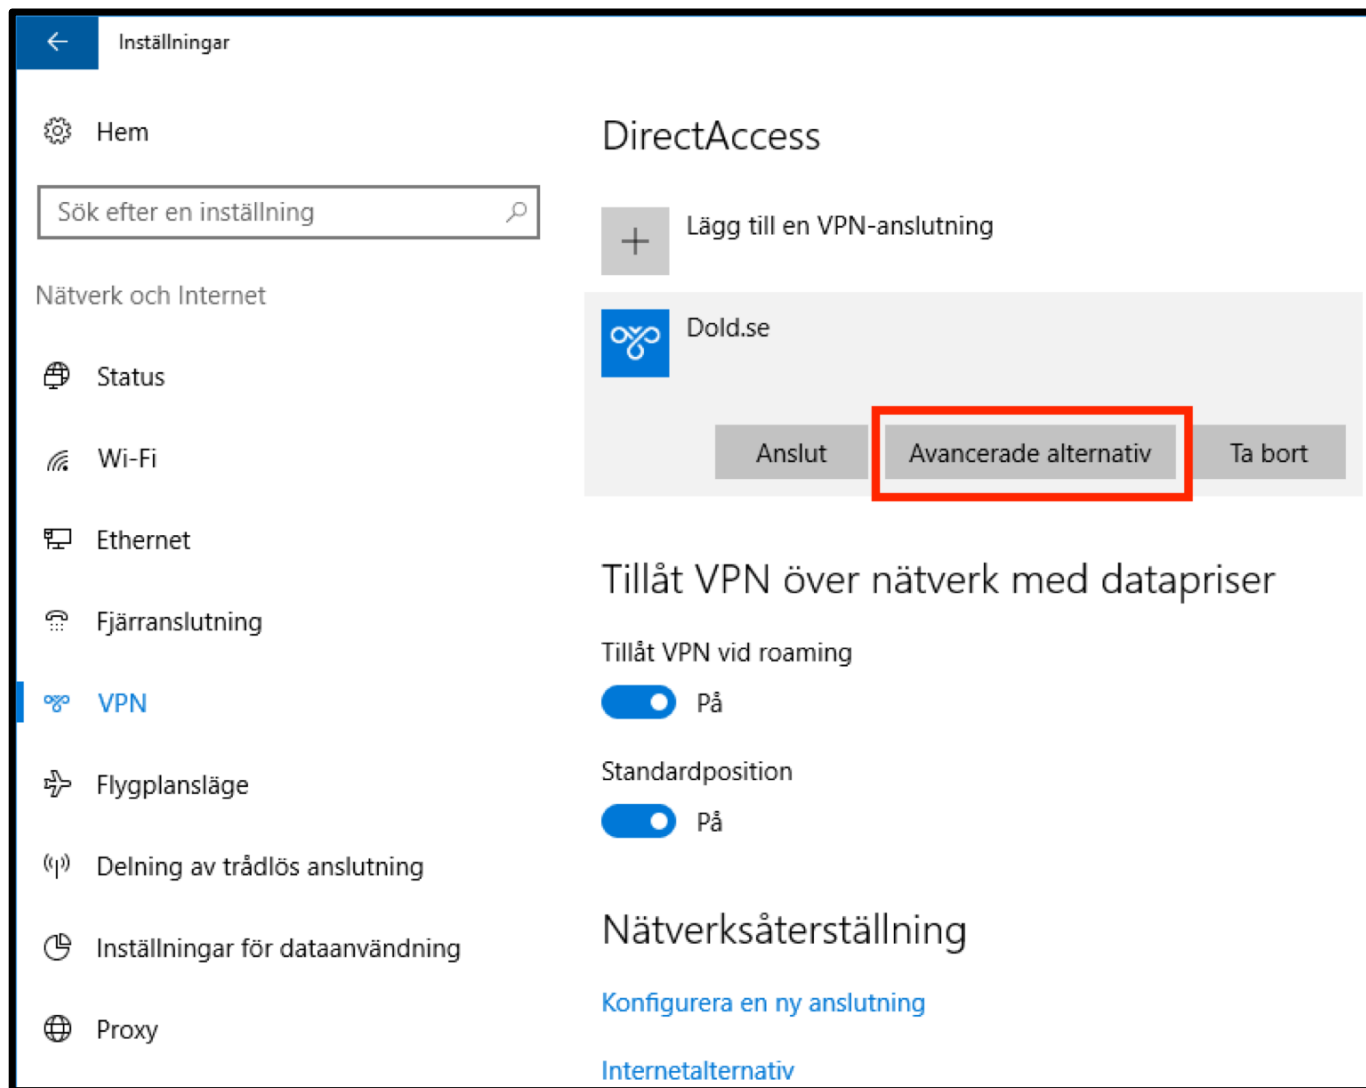 Inställningar
Hem
Sök efter en inställning
Nätverk och Internet
Status
Wi-Fi
Ethernet
Fjärranslutning
VPN
Flygplansläge
Delning av trådlös anslutning
Inställningar för dataanvändning
Proxy
DirectAccess
Lägg till en VPN-anslutning
Dold.se
Anslut Avancerade alternativ Ta bort
Tillåt VPN över nätverk med datapriser
Tillåt VPN vid roaming
På
Standardposition
På
Nätverksåterställning
Konfigurera en ny anslutning
Internetalternativ